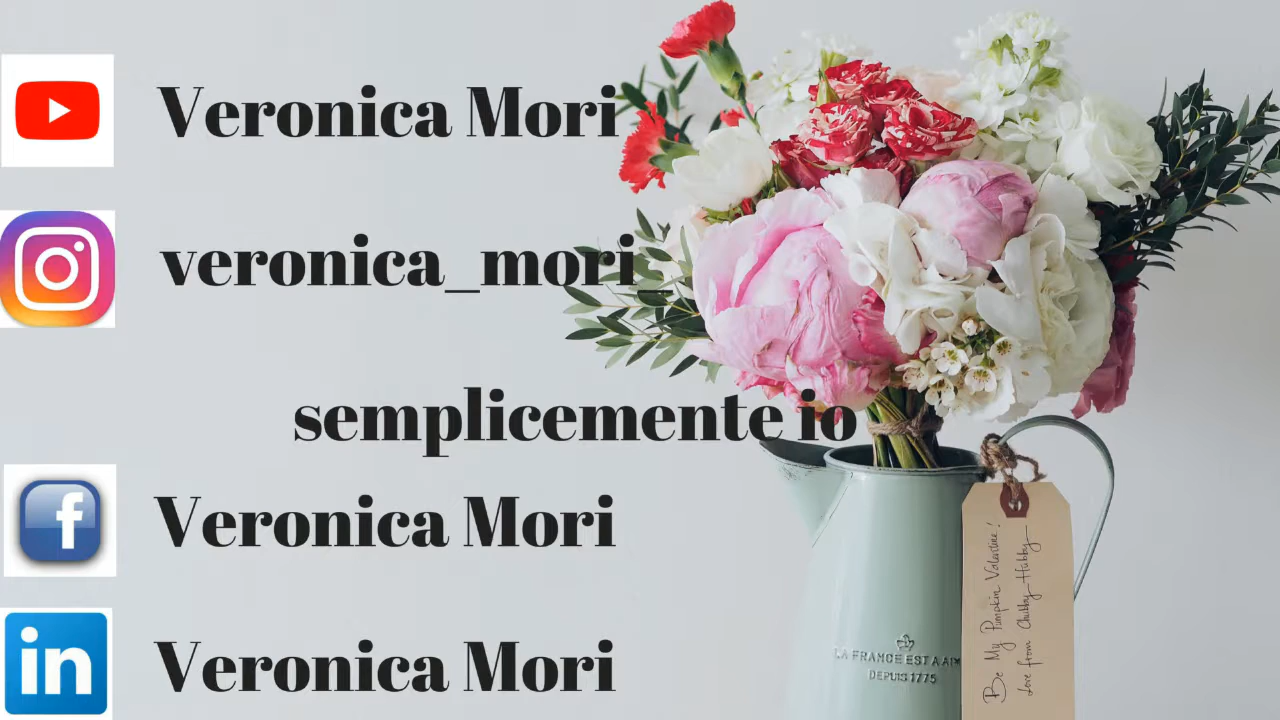 Veronica Mori
veronica_mori_
semplicemente io
Veronica Mori
Veronica Mori
LA FRANCE EST A AIM
DEPUIS 1775
Be My Pumpkin Valentine!
Love from Chubby Hubby